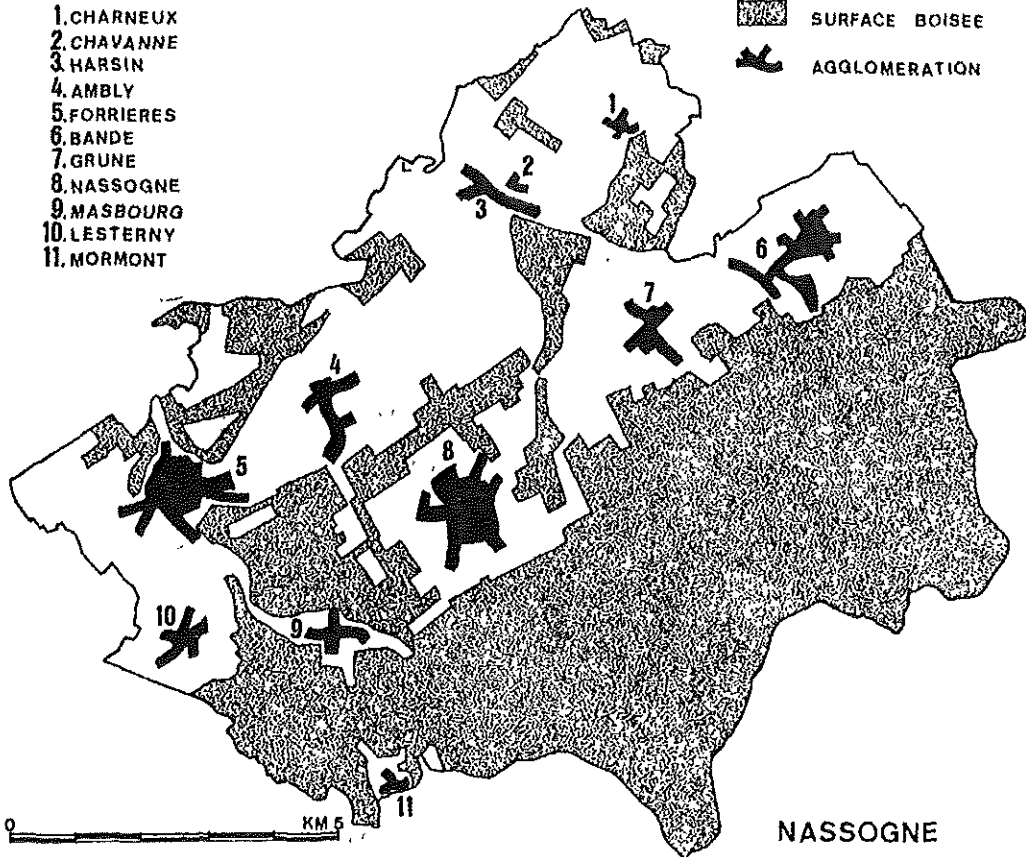 1. CHARNEUX
2. CHAVANNE
3. HARSIN
4. AMBLY
5. FORRIERES
6. BANDE
7. GRUNE
8. NASSOGNE
9. MASBOURG
10. LESTERNY
11. MORMONT
SURFACE BOISEE
AGGLOMERATION
1
2
3
6
7
4
8
5
10
9
11
0 KM 5
NASSOGNE